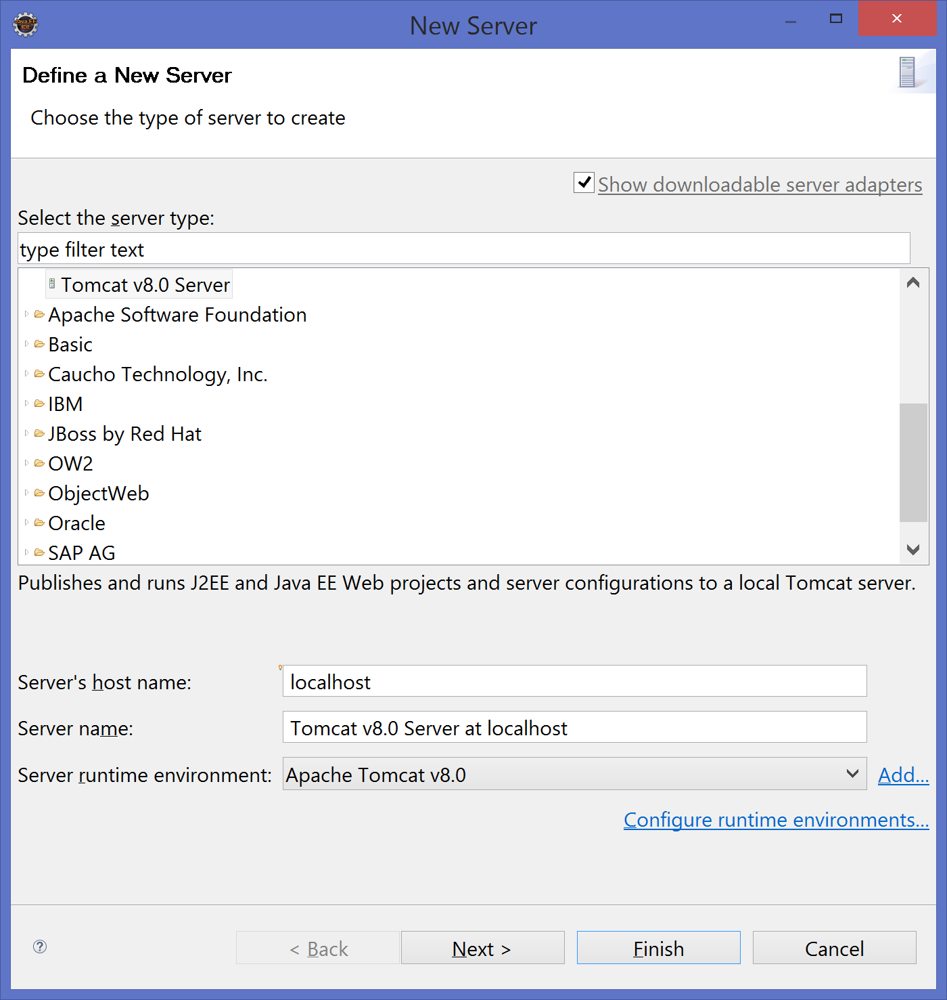 Java EE
IDE
New Server
Define a New Server
Choose the type of server to create
Show downloadable server adapters
Select the server type:
type filter text
Tomcat v8.0 Server
Apache Software Foundation
Basic
Caucho Technology, Inc.
IBM
JBoss by Red Hat
OW2
ObjectWeb
Oracle
SAP AG
Publishes and runs J2EE and Java EE Web projects and server configurations to a local Tomcat server.
Server's host name: localhost
Server name: Tomcat v8.0 Server at localhost
Server runtime environment: Apache Tomcat v8.0 Add...
Configure runtime environments...
? < Back Next > Finish Cancel